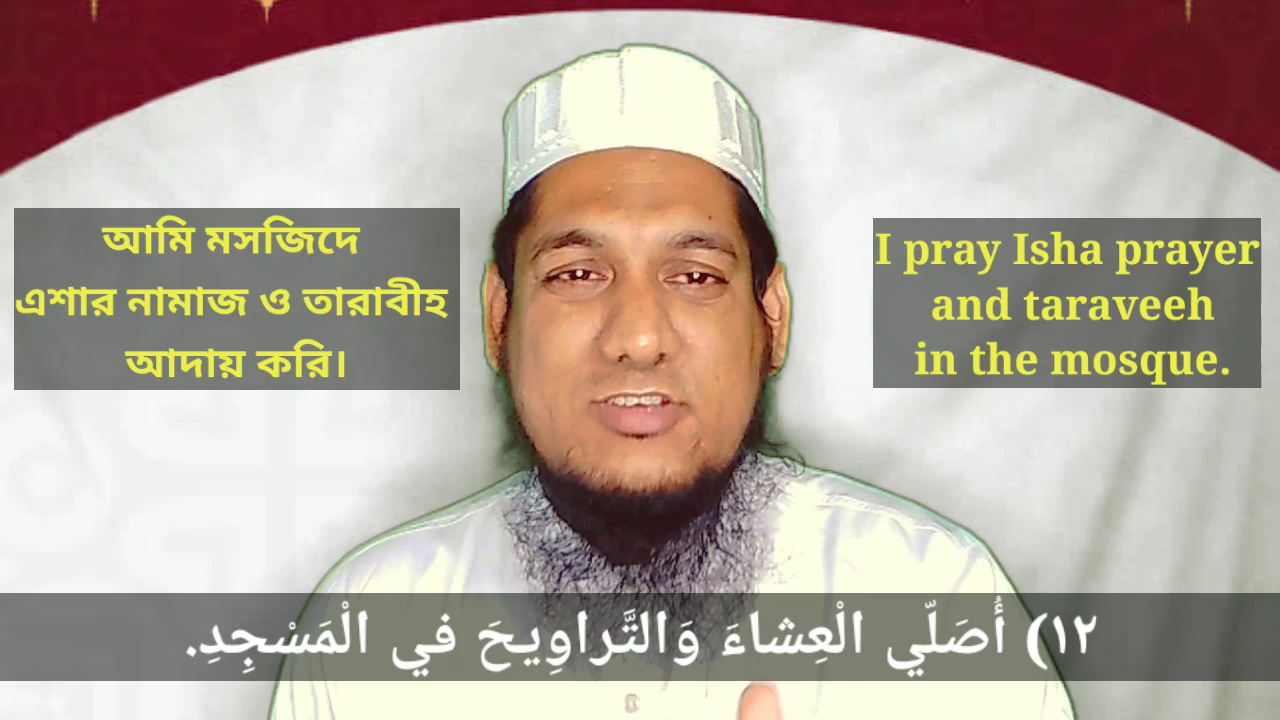 আমি মসজিদে
এশার নামাজ ও তারাবীহ
আদায় করি।
I pray Isha prayer
and taraveeh
in the mosque.
١٢) أُصَلّي الْعِشاءَ وَالتَّراوِيحَ في الْمَسْجِدِ.